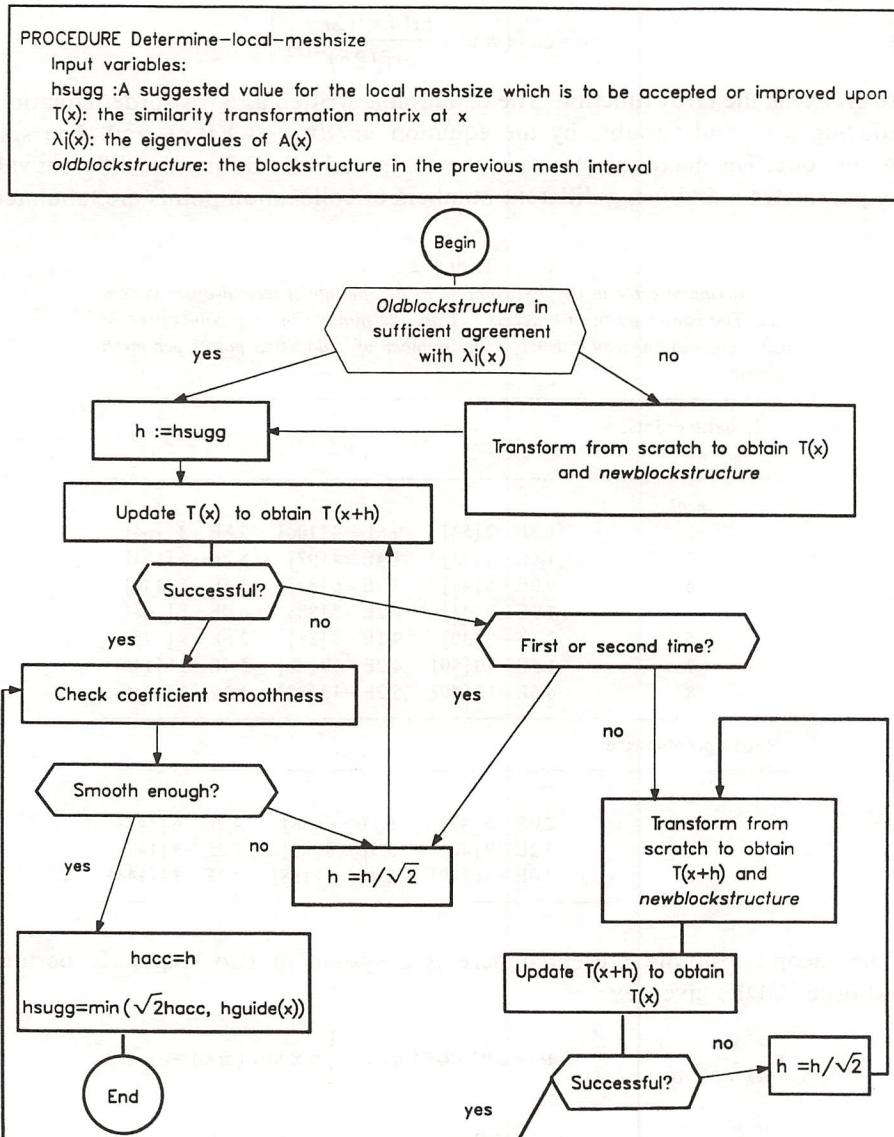 PROCEDURE Determine-local-meshsize
Input variables:
hsugg :A suggested value for the local meshsize which is to be accepted or improved upon
T(x): the similarity transformation matrix at x
λj(x): the eigenvalues of A(x)
oldblockstructure: the blockstructure in the previous mesh interval
Begin
Oldblockstructure in
sufficient agreemnt
with λj(x)
yes
no
h :=hsugg
Transform from scratch to obtain T(x)
and newblockstructure
Update T(x) to obtain T(x+h)
Successful?
yes
no
First or second time?
yes
no
Check coefficient smoothness
Smooth enough?
yes
no
h =h/√2
Transform from
scratch to obtain
T(x+h) and
newblockstructure
hacc=h
hsugg=min(√2hacc, hguide(x))
Update T(x+h) to obtain
T(x)
End
Successful?
yes
no
h =h/√2